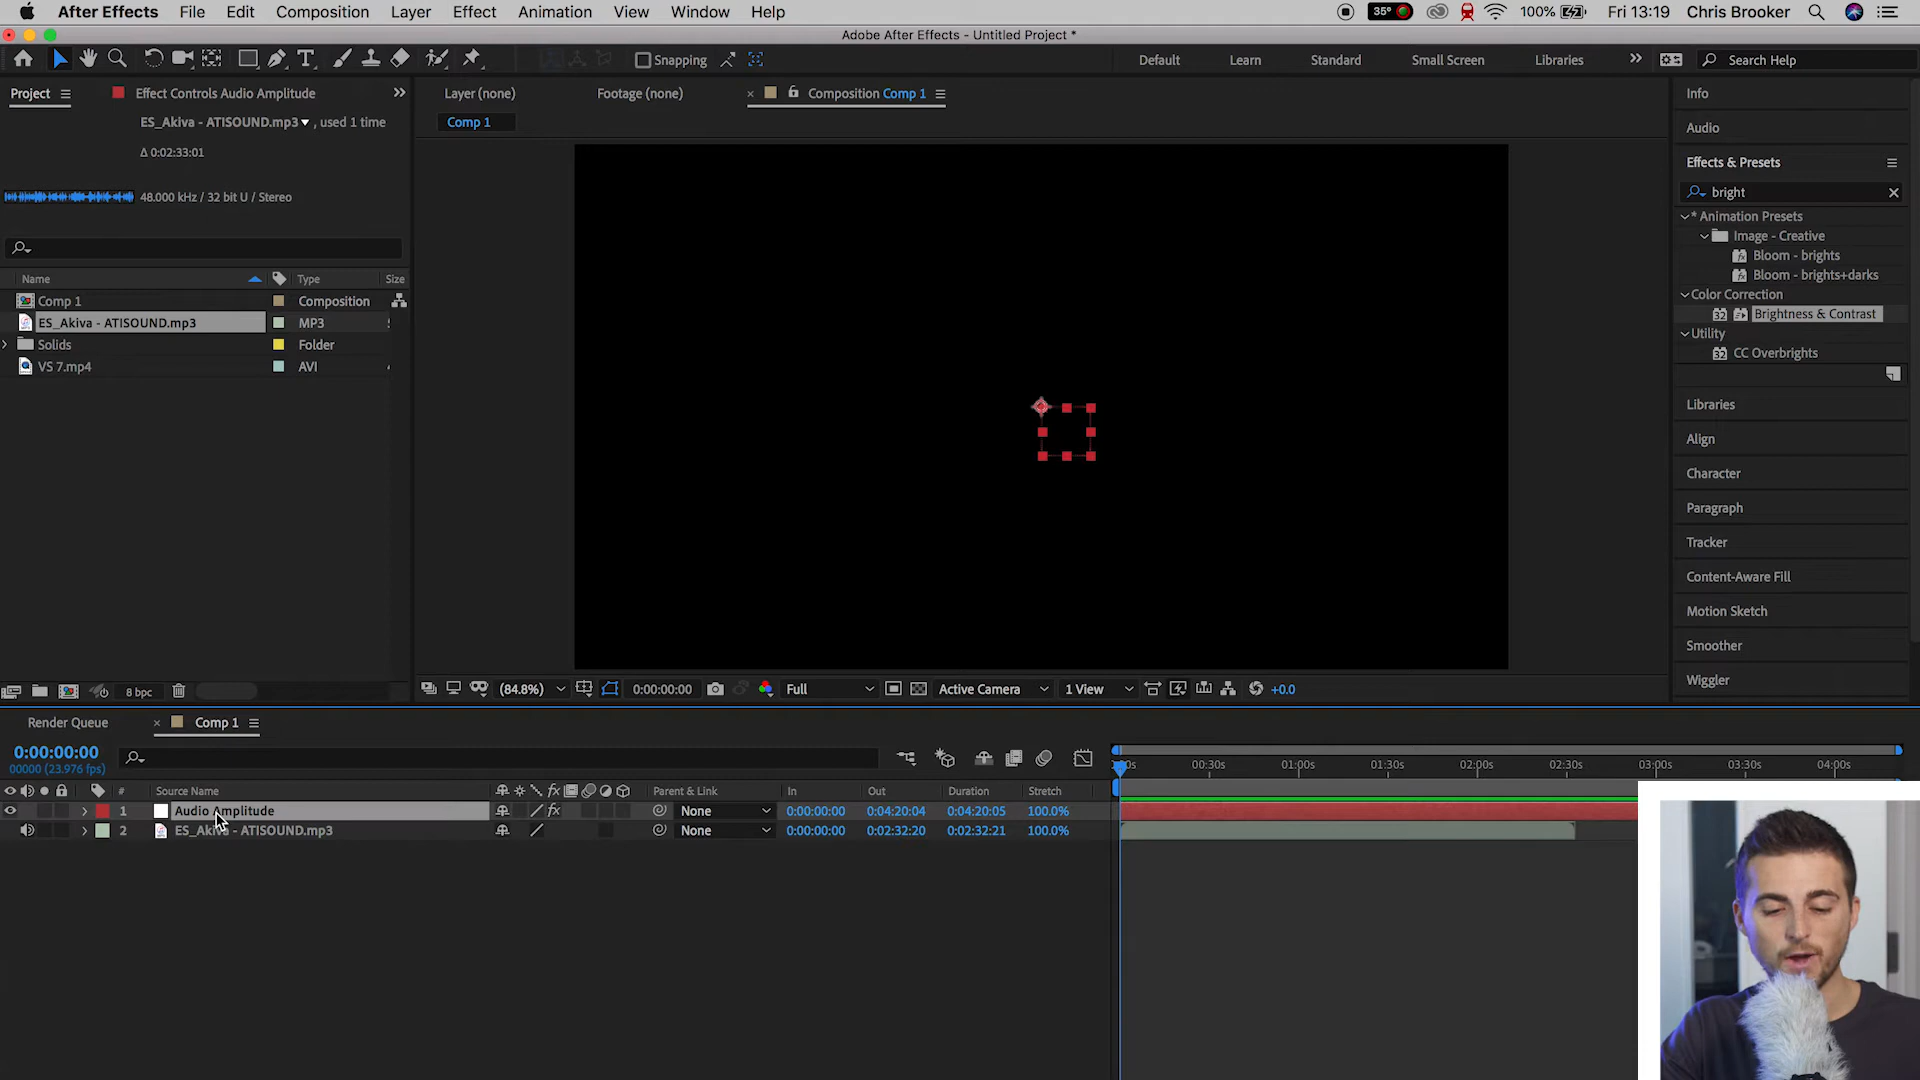 After Effects File Edit Composition Layer Effect Animation View Window Help 35° 100% Fri 13:19 Chris Brooker
Adobe After Effects - Untitled Project *
Snapping Default Learn Standard Small Screen Libraries Search Help
Project Effect Controls Audio Amplitude Layer (none) Footage (none) Composition Comp 1 Info
ES_Akiva - ATISOUND.mp3 , used 1 time Comp 1 Audio
Δ 0:02:33:01
Effects & Presets
48.000 kHz / 32 bit U / Stereo bright
* Animation Presets
Image - Creative
Bloom - brights
Bloom - brights+darks
Color Correction
32 Brightness & Contrast
Utility
32 CC Overbrights
Name Type Size
Comp 1 Composition
ES_Akiva - ATISOUND.mp3 MP3
Solids Folder
VS 7.mp4 AVI
Libraries
Align
Character
Paragraph
Tracker
Content-Aware Fill
Motion Sketch
Smoother
Wiggler
8 bpc (84.8%) 0:00:00:00 Full Active Camera 1 View +0.0
Render Queue Comp 1
0:00:00:00
00000 (23.976 fps)
00s 00:30s 01:00s 01:30s 02:00s 02:30s 03:00s 03:30s 04:00s
# Source Name fx Parent & Link In Out Duration Stretch
1 Audio Amplitude fx None 0:00:00:00 0:04:20:04 0:04:20:05 100.0%
2 ES_Akiva - ATISOUND.mp3 None 0:00:00:00 0:02:32:20 0:02:32:21 100.0%